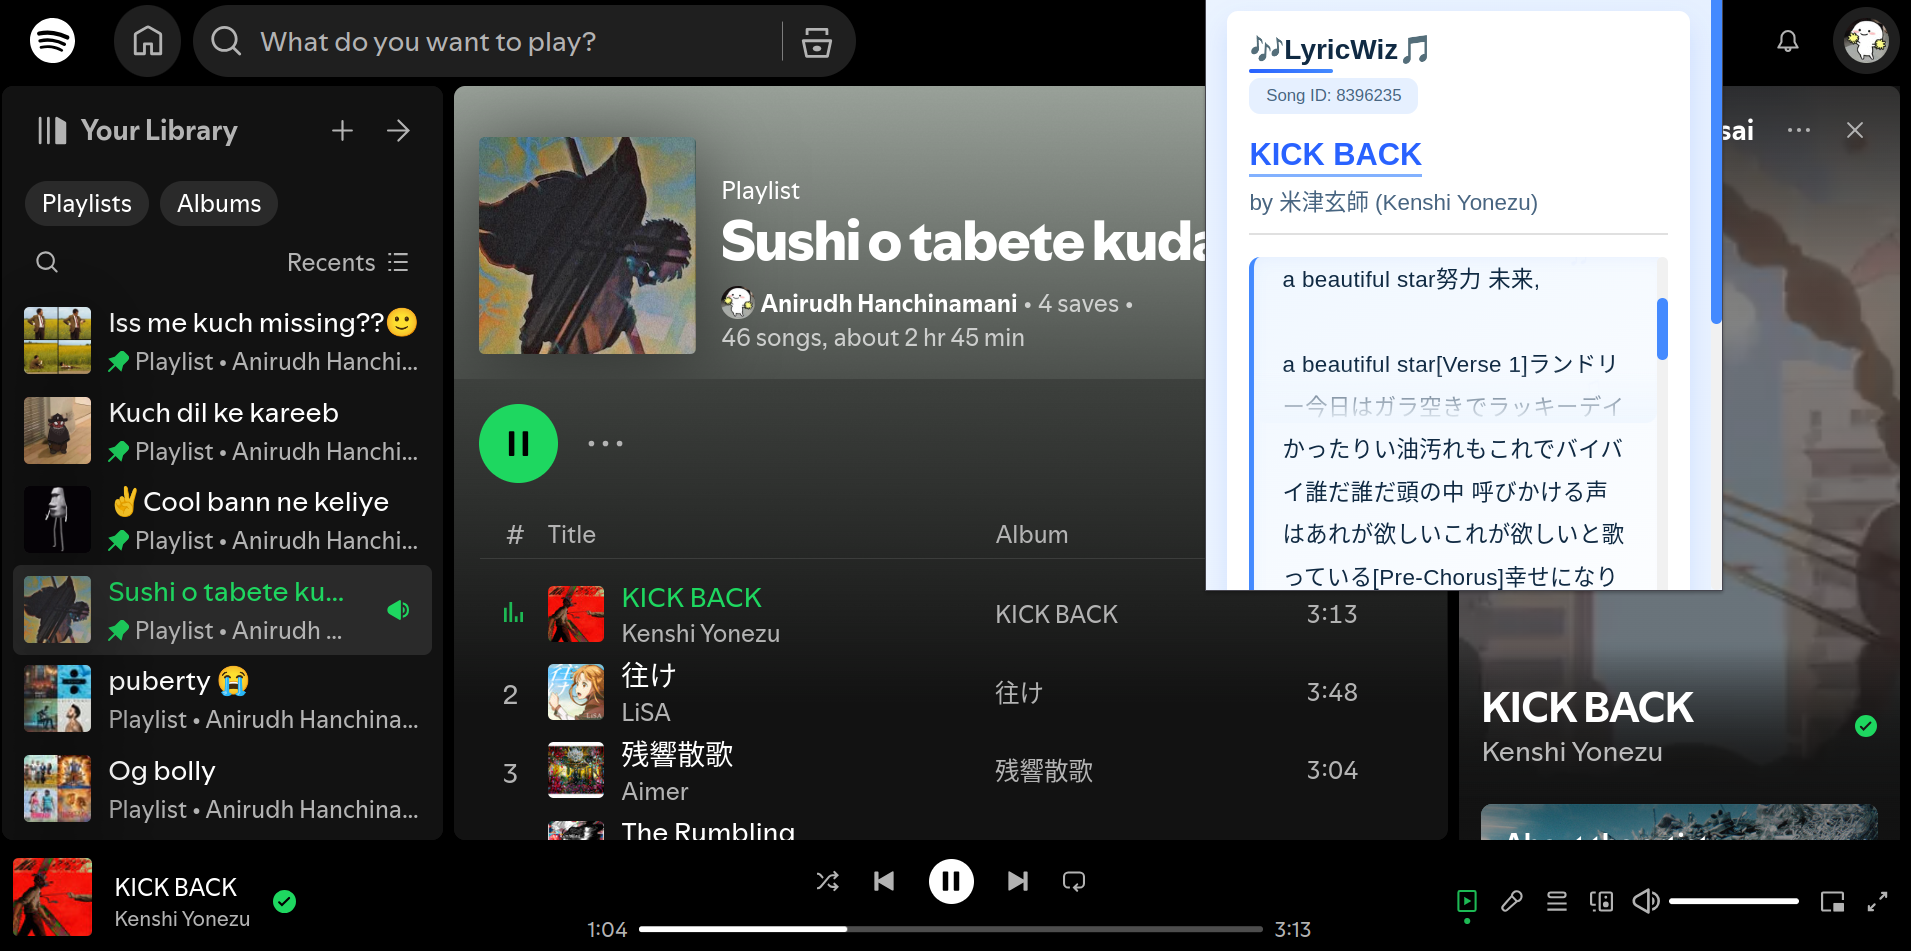 What do you want to play?
Your Library
Playlists
Albums
Recents
Iss me kuch missing??🙂
Playlist • Anirudh Hanchi...
Kuch dil ke kareeb
Playlist • Anirudh Hanchi...
✌️Cool bann ne keliye
Playlist • Anirudh Hanchi...
Sushi o tabete ku...
Playlist • Anirudh ...
puberty 😭
Playlist • Anirudh Hanchina...
Og bolly
Playlist • Anirudh Hanchina...
Playlist
Sushi o tabete kuda
Anirudh Hanchinamani • 4 saves •
46 songs, about 2 hr 45 min
# Title Album
KICK BACK
Kenshi Yonezu
KICK BACK
3:13
2
往け
LiSA
往け
3:48
3
残響散歌
Aimer
残響散歌
3:04
The Rumbling
🎶LyricWiz🎵
Song ID: 8396235
KICK BACK
by 米津玄師 (Kenshi Yonezu)
a beautiful star努力 未来,
a beautiful star[Verse 1]ランドリ
ー今日はガラ空きでラッキーデイ
かったりい油汚れもこれでバイバ
イ誰だ誰だ頭の中 呼びかける声
はあれが欲しいこれが欲しいと歌
っている[Pre-Chorus]幸せになり
sai
KICK BACK
Kenshi Yonezu
About the artist
KICK BACK
Kenshi Yonezu
1:04
3:13